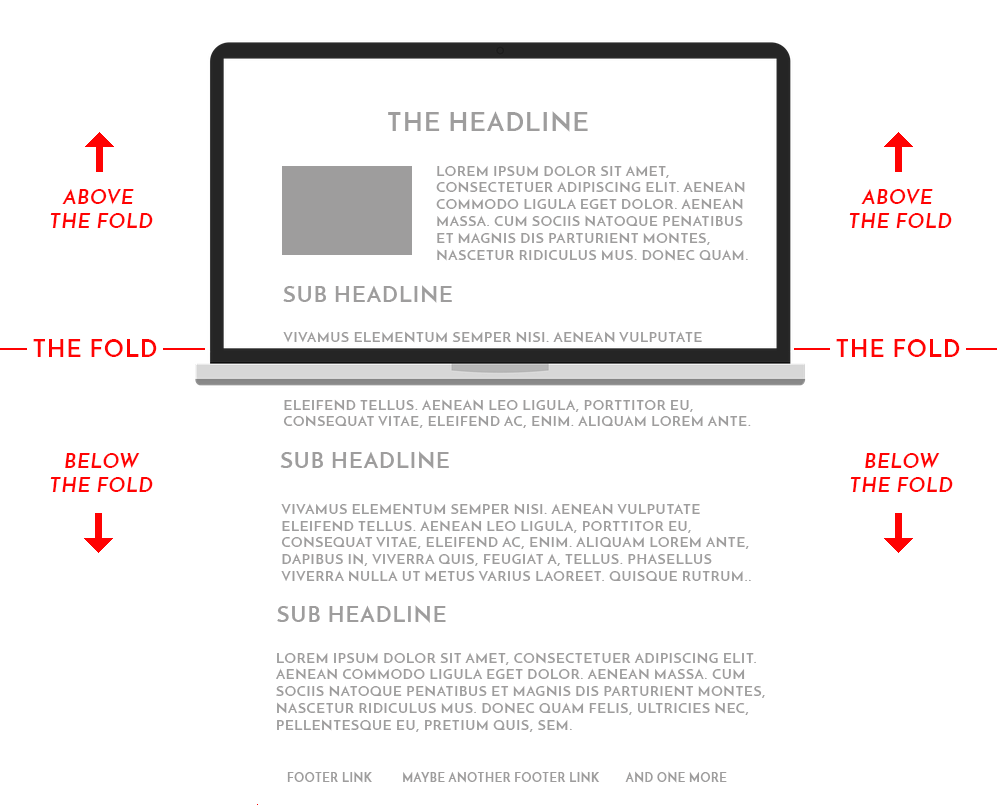 THE HEADLINE
ABOVE
THE FOLD
LOREM IPSUM DOLOR SIT AMET,
CONSECTETUER ADIPISCING ELIT. AENEAN
COMMODO LIGULA EGET DOLOR. AENEAN
MASSA. CUM SOCIIS NATOQUE PENATIBUS
ET MAGNIS DIS PARTURIENT MONTES,
NASCETUR RIDICULUS MUS. DONEC QUAM.
ABOVE
THE FOLD
SUB HEADLINE
VIVAMUS ELEMENTUM SEMPER NISI. AENEAN VULPUTATE
THE FOLD
THE FOLD
ELEIFEND TELLUS. AENEAN LEO LIGULA, PORTTITOR EU,
CONSEQUAT VITAE, ELEIFEND AC, ENIM. ALIQUAM LOREM ANTE.
BELOW
THE FOLD
SUB HEADLINE
BELOW
THE FOLD
VIVAMUS ELEMENTUM SEMPER NISI. AENEAN VULPUTATE
ELEIFEND TELLUS. AENEAN LEO LIGULA, PORTTITOR EU,
CONSEQUAT VITAE, ELEIFEND AC, ENIM. ALIQUAM LOREM ANTE,
DAPIBUS IN, VIVERRA QUIS, FEUGIAT A, TELLUS. PHASELLUS
VIVERRA NULLA UT METUS VARIUS LAOREET. QUISQUE RUTRUM..
SUB HEADLINE
LOREM IPSUM DOLOR SIT AMET, CONSECTETUER ADIPISCING ELIT.
AENEAN COMMODO LIGULA EGET DOLOR. AENEAN MASSA. CUM
SOCIIS NATOQUE PENATIBUS ET MAGNIS DIS PARTURIENT MONTES,
NASCETUR RIDICULUS MUS. DONEC QUAM FELIS, ULTRICIES NEC,
PELLENTESQUE EU, PRETIUM QUIS, SEM.
FOOTER LINK MAYBE ANOTHER FOOTER LINK AND ONE MORE